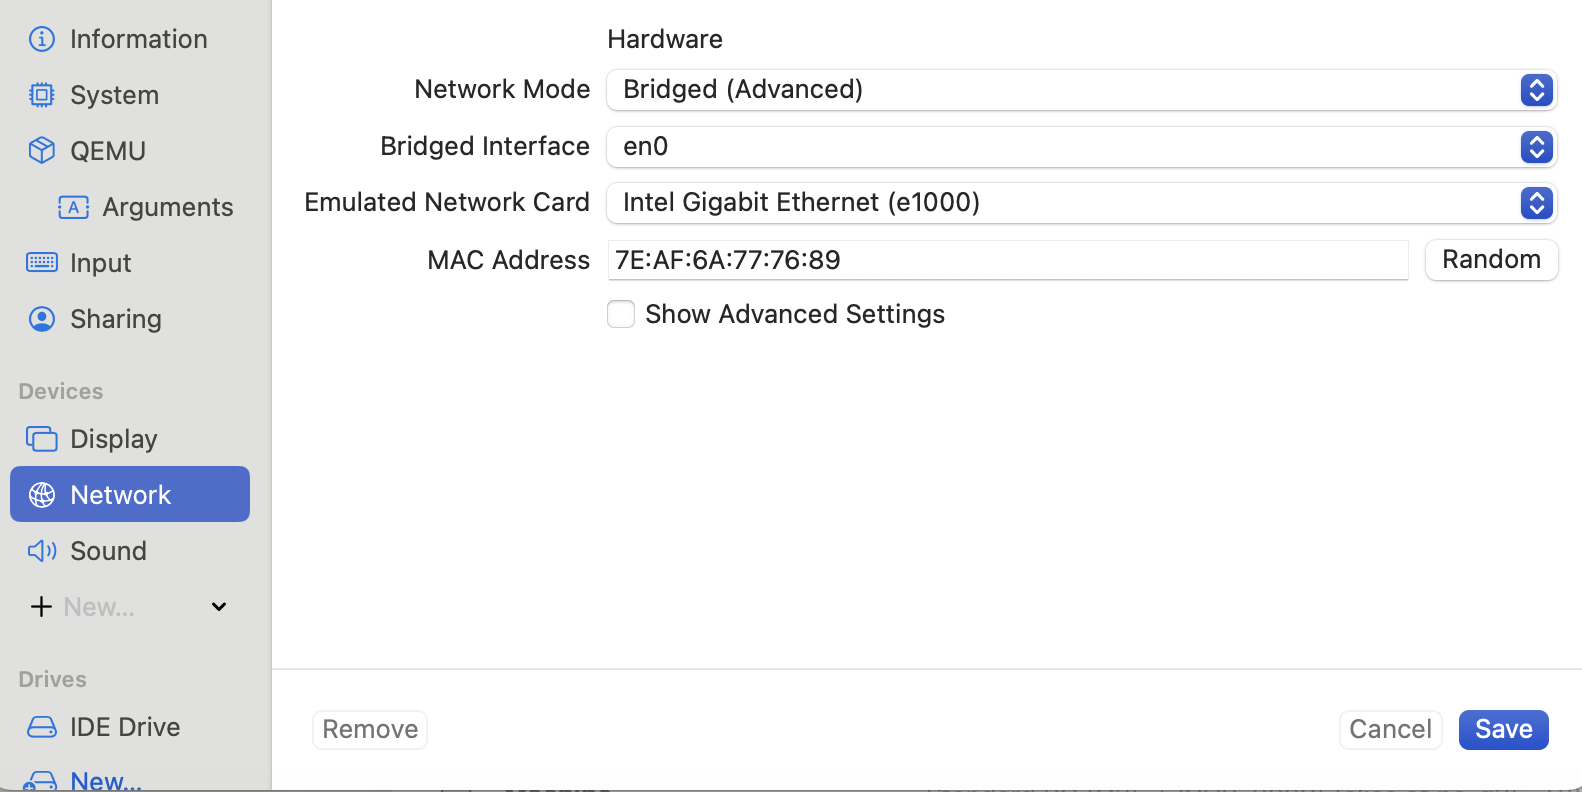 Information
System
QEMU
Arguments
Input
Sharing
Devices
Display
Network
Sound
New...
Drives
IDE Drive
New...
Hardware
Network Mode Bridged (Advanced)
Bridged Interface en0
Emulated Network Card Intel Gigabit Ethernet (e1000)
MAC Address 7E:AF:6A:77:76:89 Random
Show Advanced Settings
Remove Cancel Save